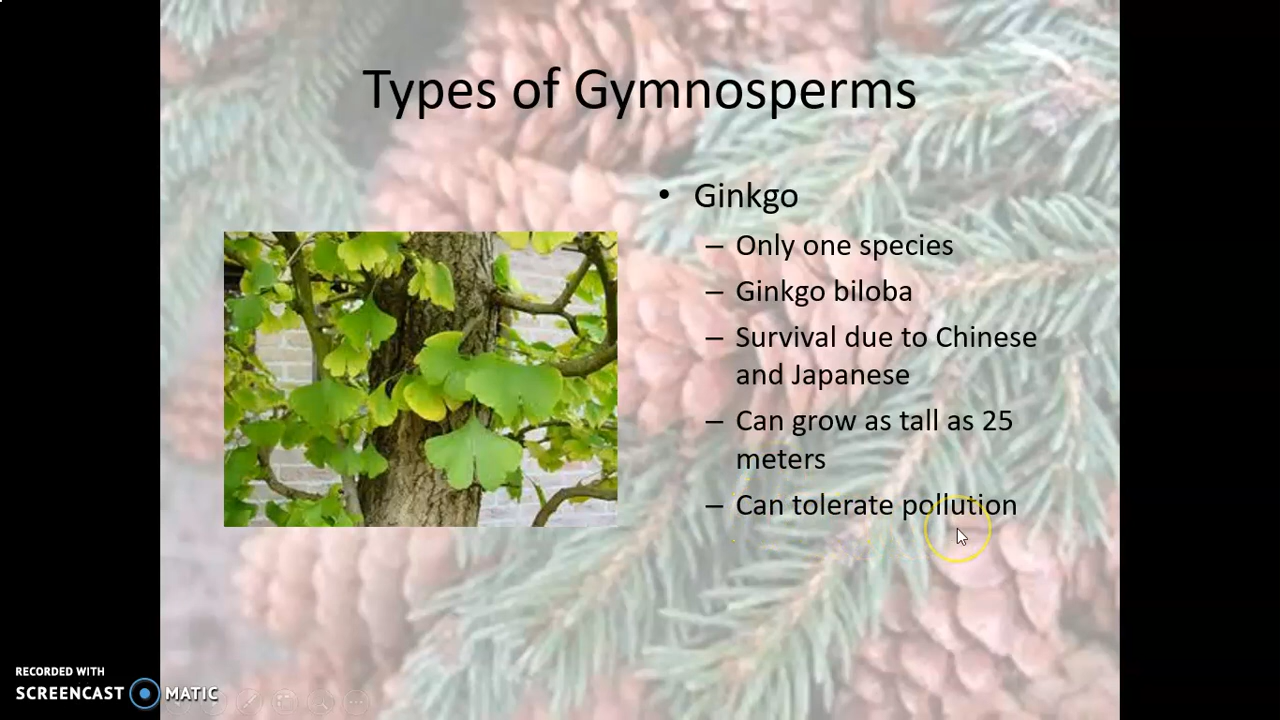 Types of Gymnosperms
• Ginkgo
– Only one species
– Ginkgo biloba
– Survival due to Chinese
and Japanese
– Can grow as tall as 25
meters
– Can tolerate pollution
RECORDED WITH
SCREENCAST MATIC